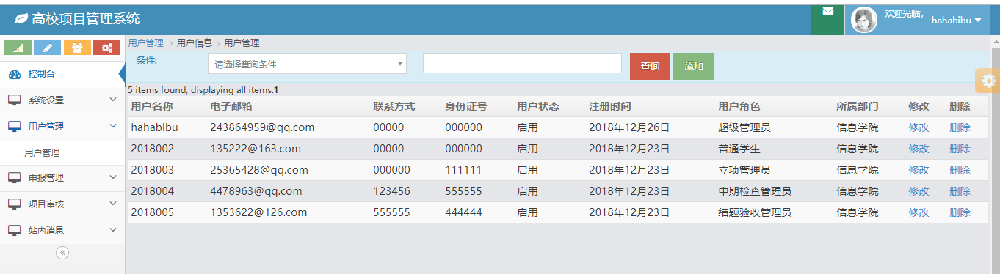 高校项目管理系统
欢迎光临,
hahabibu
控制台
系统设置
用户管理
用户管理
申报管理
项目审核
站内消息
用户管理 > 用户信息 > 用户管理
条件: 请选择查询条件 查询 添加
5 items found, displaying all items.1
用户名称 电子邮箱 联系方式 身份证号 用户状态 注册时间 用户角色 所属部门 修改 删除
hahabibu 243864959@qq.com 00000 000000 启用 2018年12月26日 超级管理员 信息学院 修改 删除
2018002 135222@163.com 00000 000000 启用 2018年12月23日 普通学生 信息学院 修改 删除
2018003 25365428@qq.com 000000 111111 启用 2018年12月23日 立项管理员 信息学院 修改 删除
2018004 4478963@qq.com 123456 555555 启用 2018年12月23日 中期检查管理员 信息学院 修改 删除
2018005 1353622@126.com 555555 444444 启用 2018年12月23日 结题验收管理员 信息学院 修改 删除